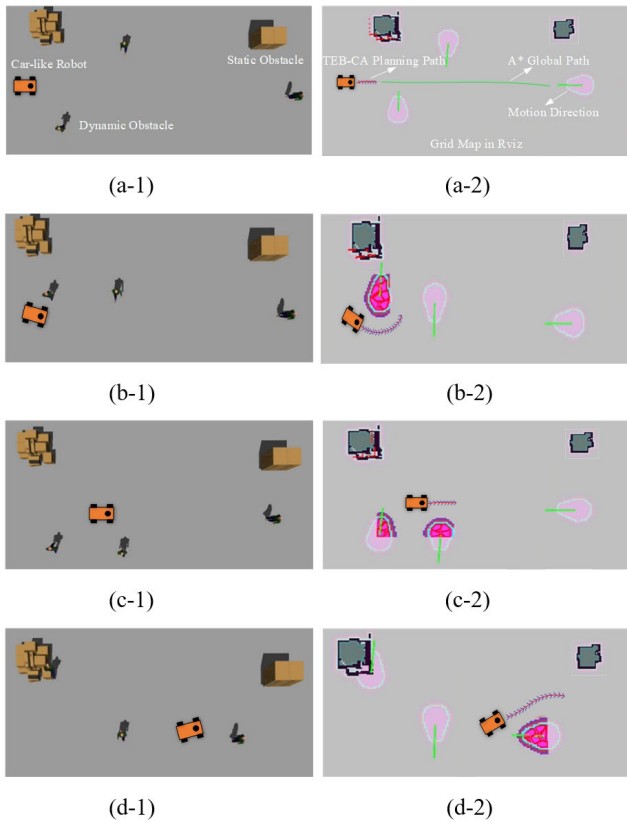 Car-like Robot
Static Obstacle
Dynamic Obstacle
TEB-CA Planning Path
A* Global Path
Motion Direction
Grid Map in Rviz
(a-1)
(a-2)
(b-1)
(b-2)
(c-1)
(c-2)
(d-1)
(d-2)